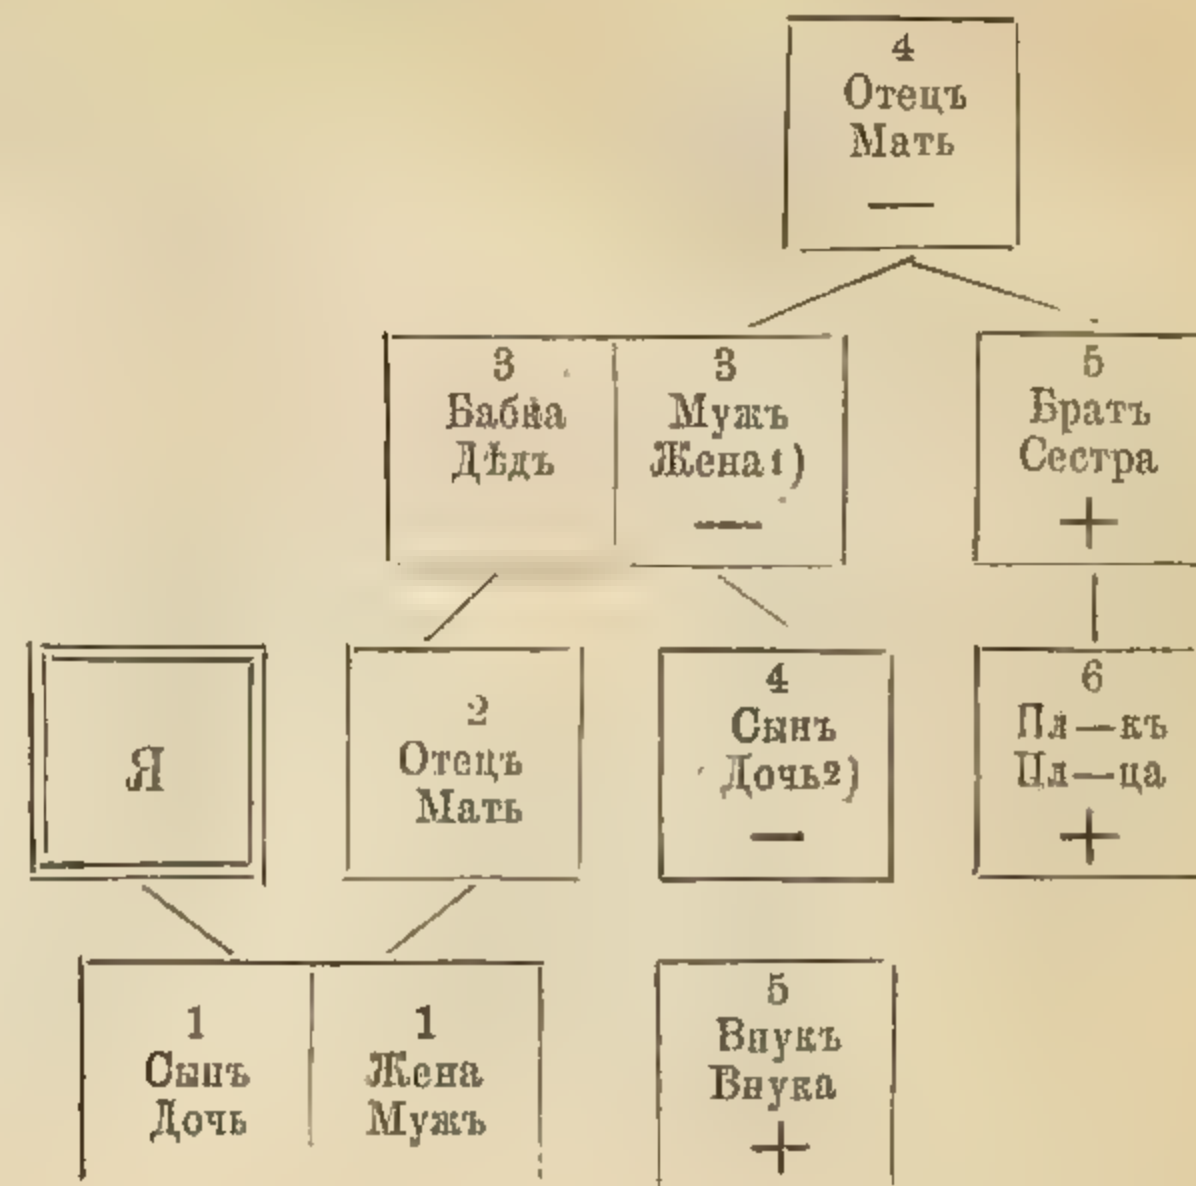 4
Отецъ
Мать
—
3
Бабка
Дѣдъ
3
Мужъ
Жена1)
—
5
Братъ
Сестра
+
Я
2
Отецъ
Мать
4
Сынъ
Дочь2)
—
6
Пл—къ
Пл—ца
+
1
Сынъ
Дочь
1
Жена
Мужъ
5
Внукъ
Внука
+